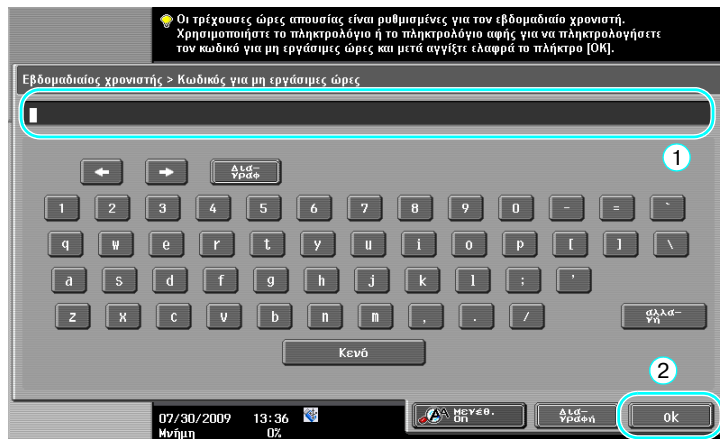 Οι τρέχουσες ώρες απουσίας είναι ρυθμισμένες για τον εβδομαδιαίο χρονιστή.
Χρησιμοποιήστε το πληκτρολόγιο ή το πληκτρολόγιο αφής για να πληκτρολογήσετε
τον κωδικό για μη εργάσιμες ώρες και μετά αγγίξτε ελαφρά το πλήκτρο [OK].
Εβδομαδιαίος χρονιστής > Κωδικός για μη εργάσιμες ώρες
1
← → Δια-
γραφ
1 2 3 4 5 6 7 8 9 0 - = `
q w e r t y u i o p [ ] \
a s d f g h j k l ; '
z x c v b n m , . / αλλα-
γή
Κενό
2
07/30/2009 13:36 Μεγέθ. Δια- ok
on γραφή
Μνήμη 0%